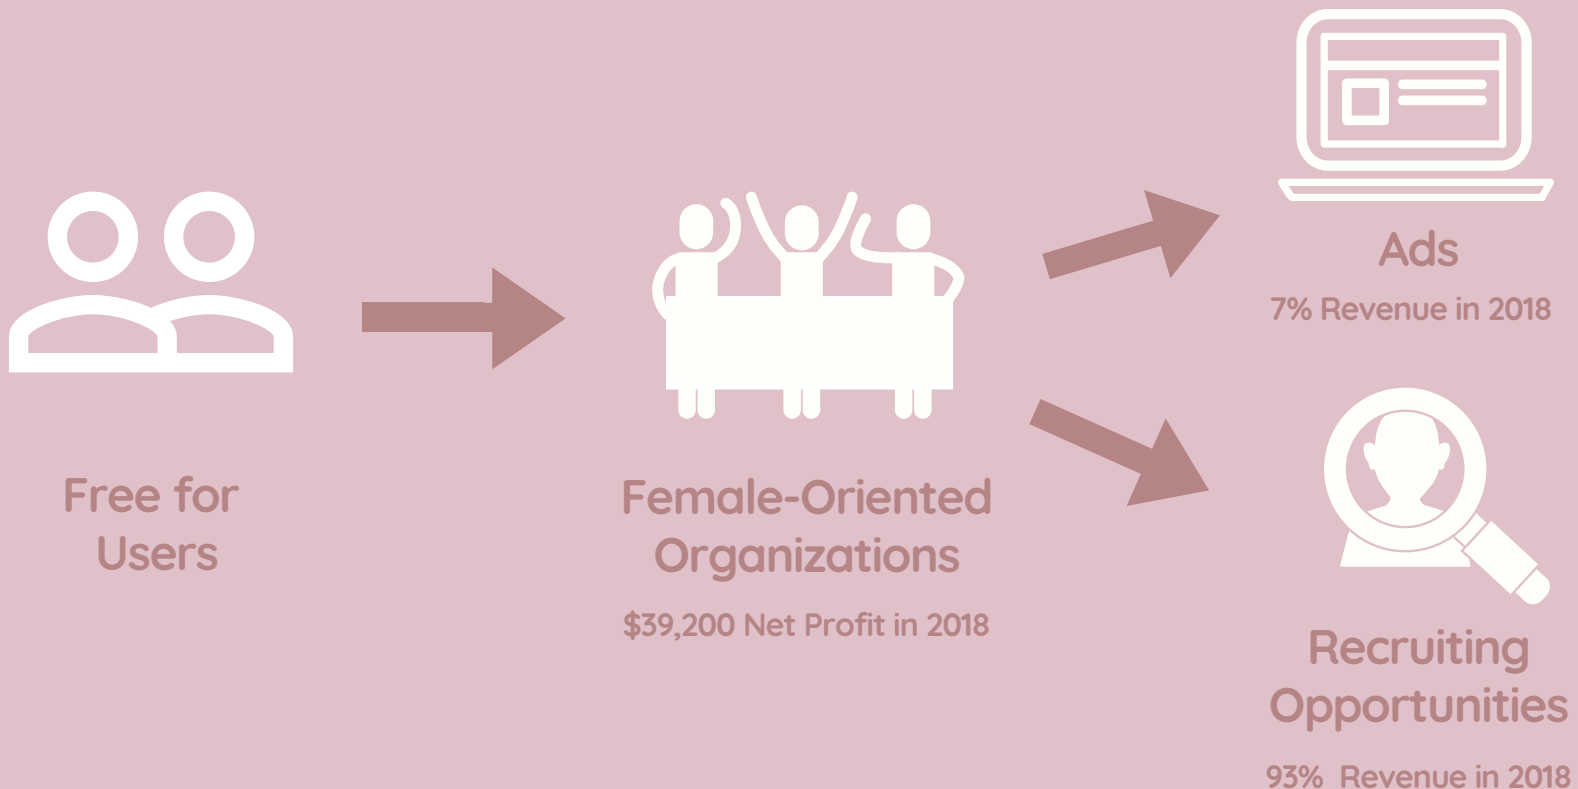 Free for
Users
Female-Oriented
Organizations
$39,200 Net Profit in 2018
Ads
7% Revenue in 2018
Recruiting
Opportunities
93% Revenue in 2018